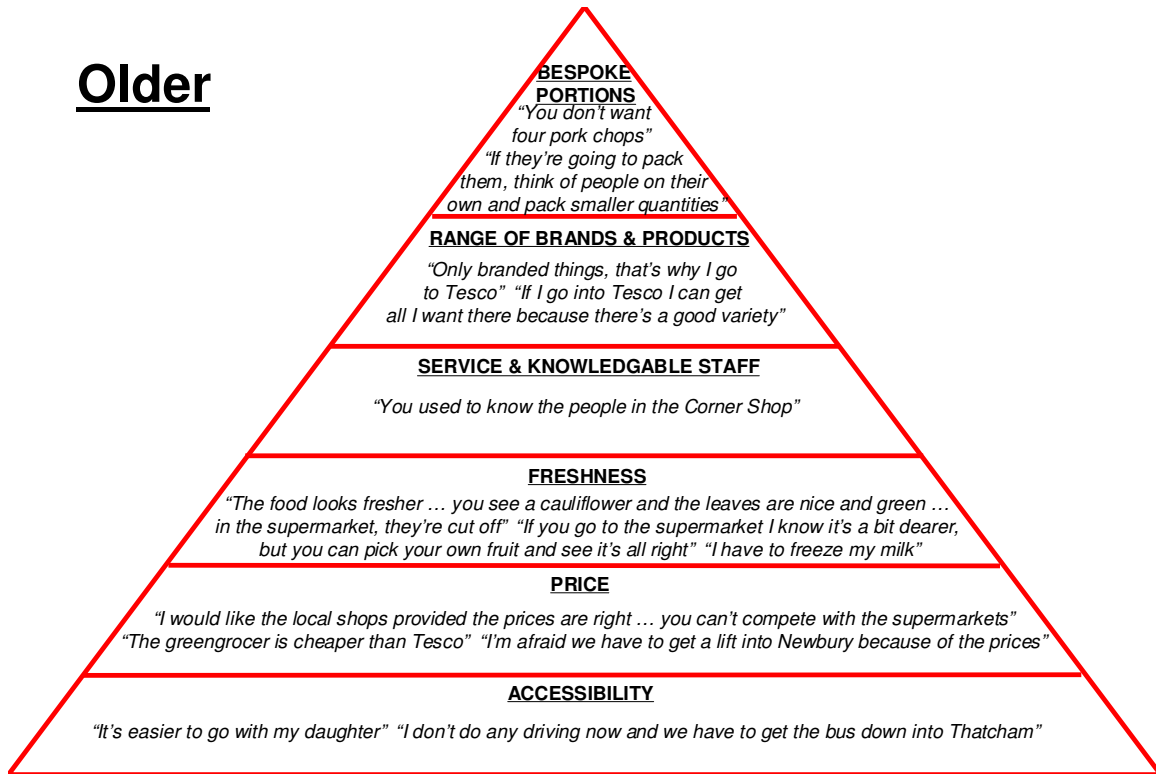 Older
BESPOKE
PORTIONS
“You don’t want
four pork chops”
“If they’re going to pack
them, think of people on their
own and pack smaller quantities”
RANGE OF BRANDS & PRODUCTS
“Only branded things, that’s why I go
to Tesco” “If I go into Tesco I can get
all I want there because there’s a good variety”
SERVICE & KNOWLEDGABLE STAFF
“You used to know the people in the Corner Shop”
FRESHNESS
“The food looks fresher … you see a cauliflower and the leaves are nice and green …
in the supermarket, they’re cut off” “If you go to the supermarket I know it’s a bit dearer,
but you can pick your own fruit and see it’s all right” “I have to freeze my milk”
PRICE
“I would like the local shops provided the prices are right … you can’t compete with the supermarkets”
“The greengrocer is cheaper than Tesco” “I’m afraid we have to get a lift into Newbury because of the prices”
ACCESSIBILITY
“It’s easier to go with my daughter” “I don’t do any driving now and we have to get the bus down into Thatcham”